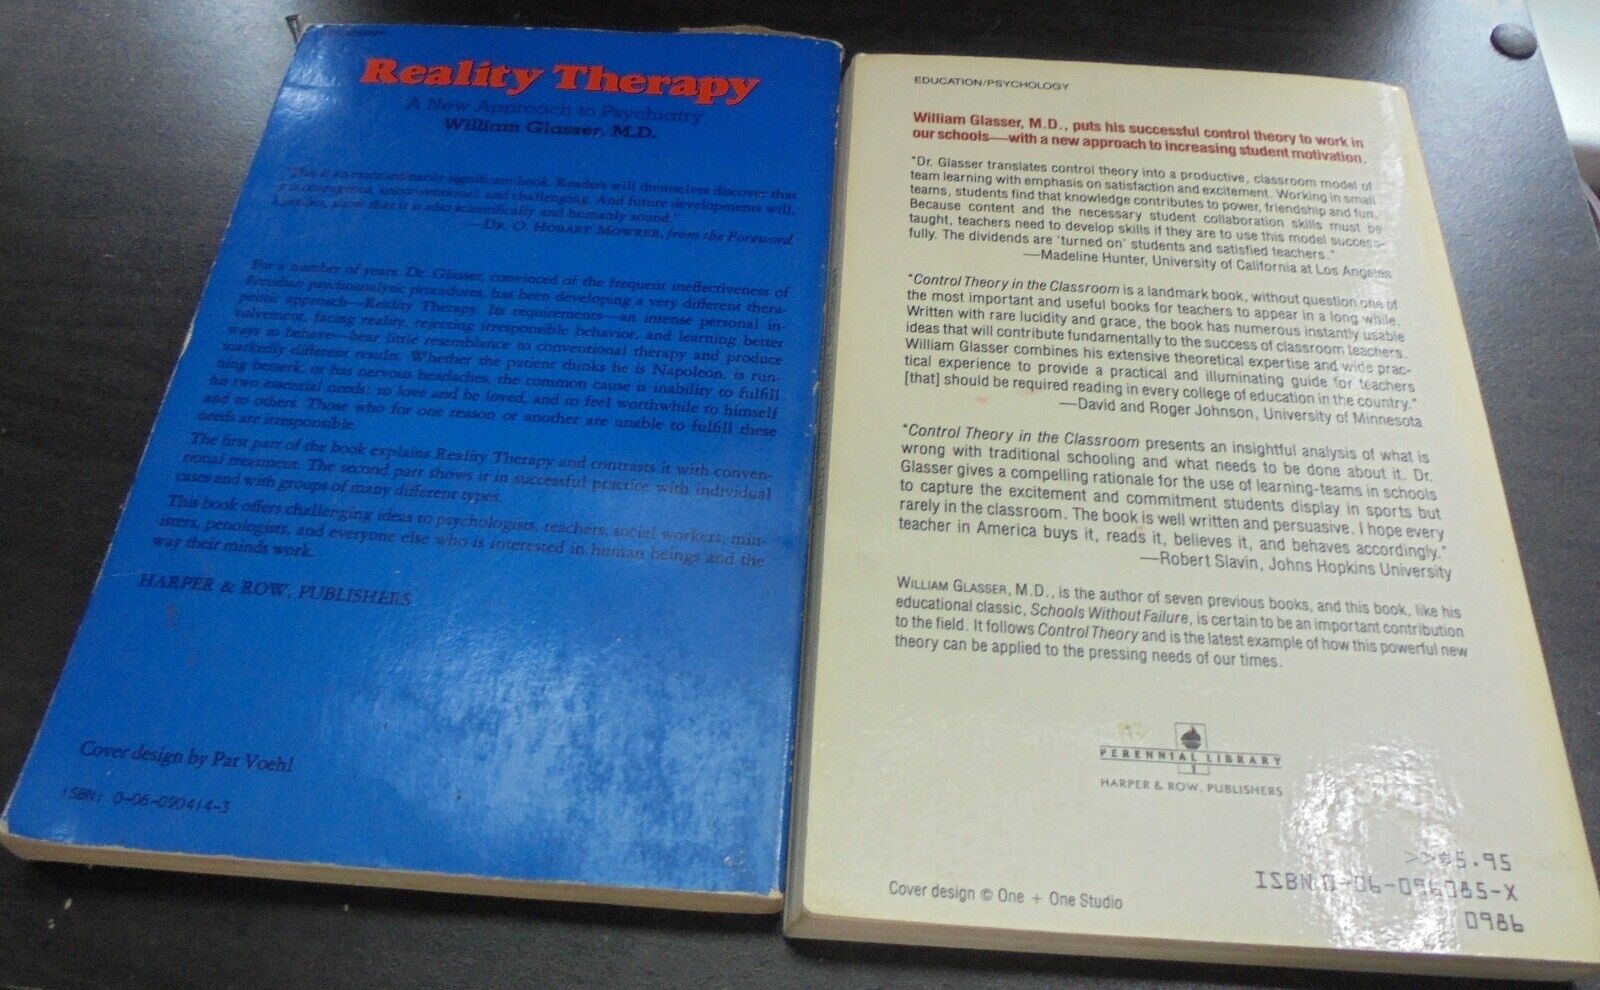 Reality Therapy
A New Approach to Psychiatry
William Glasser, M.D.
"This is an extraordinarily significant book. Readers will themselves discover that
it is courageous, unconventional, and challenging. And future developments will,
I predict, show that it is also scientifically and humanly sound."
—DR. O. HOBART MOWRER, from the Foreword
For a number of years, Dr. Glasser, convinced of the frequent ineffectiveness of
Freudian psychoanalytic procedures, has been developing a very different thera-
peutic approach—Reality Therapy. Its requirements—an intense personal in-
volvement, facing reality, rejecting irresponsible behavior, and learning better
ways to behave—bear little resemblance to conventional therapy and produce
markedly different results. Whether the patient thinks he is Napoleon, is run-
ning berserk, or has nervous headaches, the common cause is inability to fulfill
his two essential needs: to love and be loved, and to feel worthwhile to himself
and to others. Those who for one reason or another are unable to fulfill these
needs are irresponsible.
The first part of the book explains Reality Therapy and contrasts it with conven-
tional treatment. The second part shows it in successful practice with individual
cases and with groups of many different types.
This book offers challenging ideas to psychologists, teachers, social workers, min-
isters, penologists, and everyone else who is interested in human beings and the
way their minds work.
HARPER & ROW, PUBLISHERS
Cover design by Pat Voehl
ISBN: 0-06-090414-3
EDUCATION/PSYCHOLOGY
William Glasser, M.D., puts his successful control theory to work in
our schools—with a new approach to increasing student motivation.
"Dr. Glasser translates control theory into a productive, classroom model of
team learning with emphasis on satisfaction and excitement. Working in small
teams, students find that knowledge contributes to power, friendship and fun.
Because content and the necessary student collaboration skills must be
taught, teachers need to develop skills if they are to use this model success-
fully. The dividends are 'turned on' students and satisfied teachers."
—Madeline Hunter, University of California at Los Angeles
"Control Theory in the Classroom is a landmark book, without question one of
the most important and useful books for teachers to appear in a long while.
Written with rare lucidity and grace, the book has numerous instantly usable
ideas that will contribute fundamentally to the success of classroom teachers.
William Glasser combines his extensive theoretical expertise and wide prac-
tical experience to provide a practical and illuminating guide for teachers
[that] should be required reading in every college of education in the country."
—David and Roger Johnson, University of Minnesota
"Control Theory in the Classroom presents an insightful analysis of what is
wrong with traditional schooling and what needs to be done about it. Dr.
Glasser gives a compelling rationale for the use of learning-teams in schools
to capture the excitement and commitment students display in sports but
rarely in the classroom. The book is well written and persuasive. I hope every
teacher in America buys it, reads it, believes it, and behaves accordingly."
—Robert Slavin, Johns Hopkins University
WILLIAM GLASSER, M.D., is the author of seven previous books, and this book, like his
educational classic, Schools Without Failure, is certain to be an important contribution
to the field. It follows Control Theory and is the latest example of how this powerful new
theory can be applied to the pressing needs of our times.
PERENNIAL LIBRARY
HARPER & ROW, PUBLISHERS
Cover design © One + One Studio
>>$5.95
ISBN 0-06-096085-X
0986